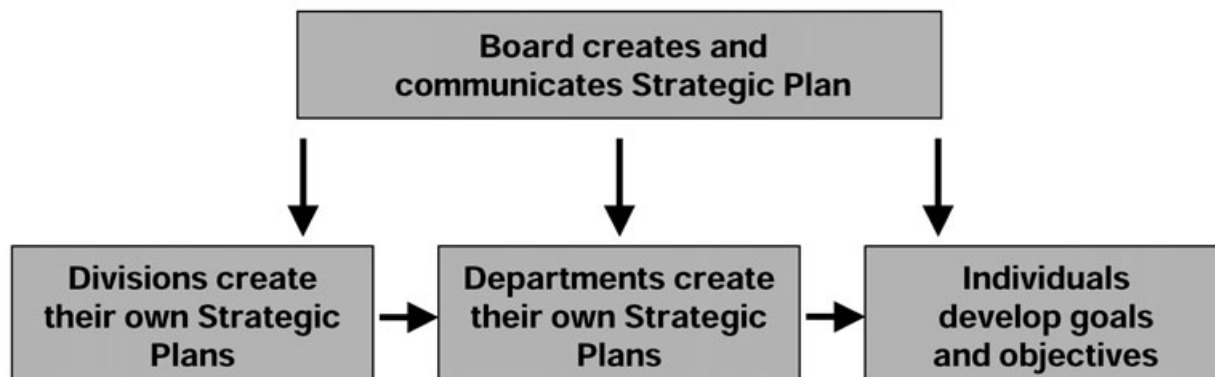 Board creates and
communicates Strategic Plan
Divisions create
their own Strategic
Plans
Departments create
their own Strategic
Plans
Individuals
develop goals
and objectives